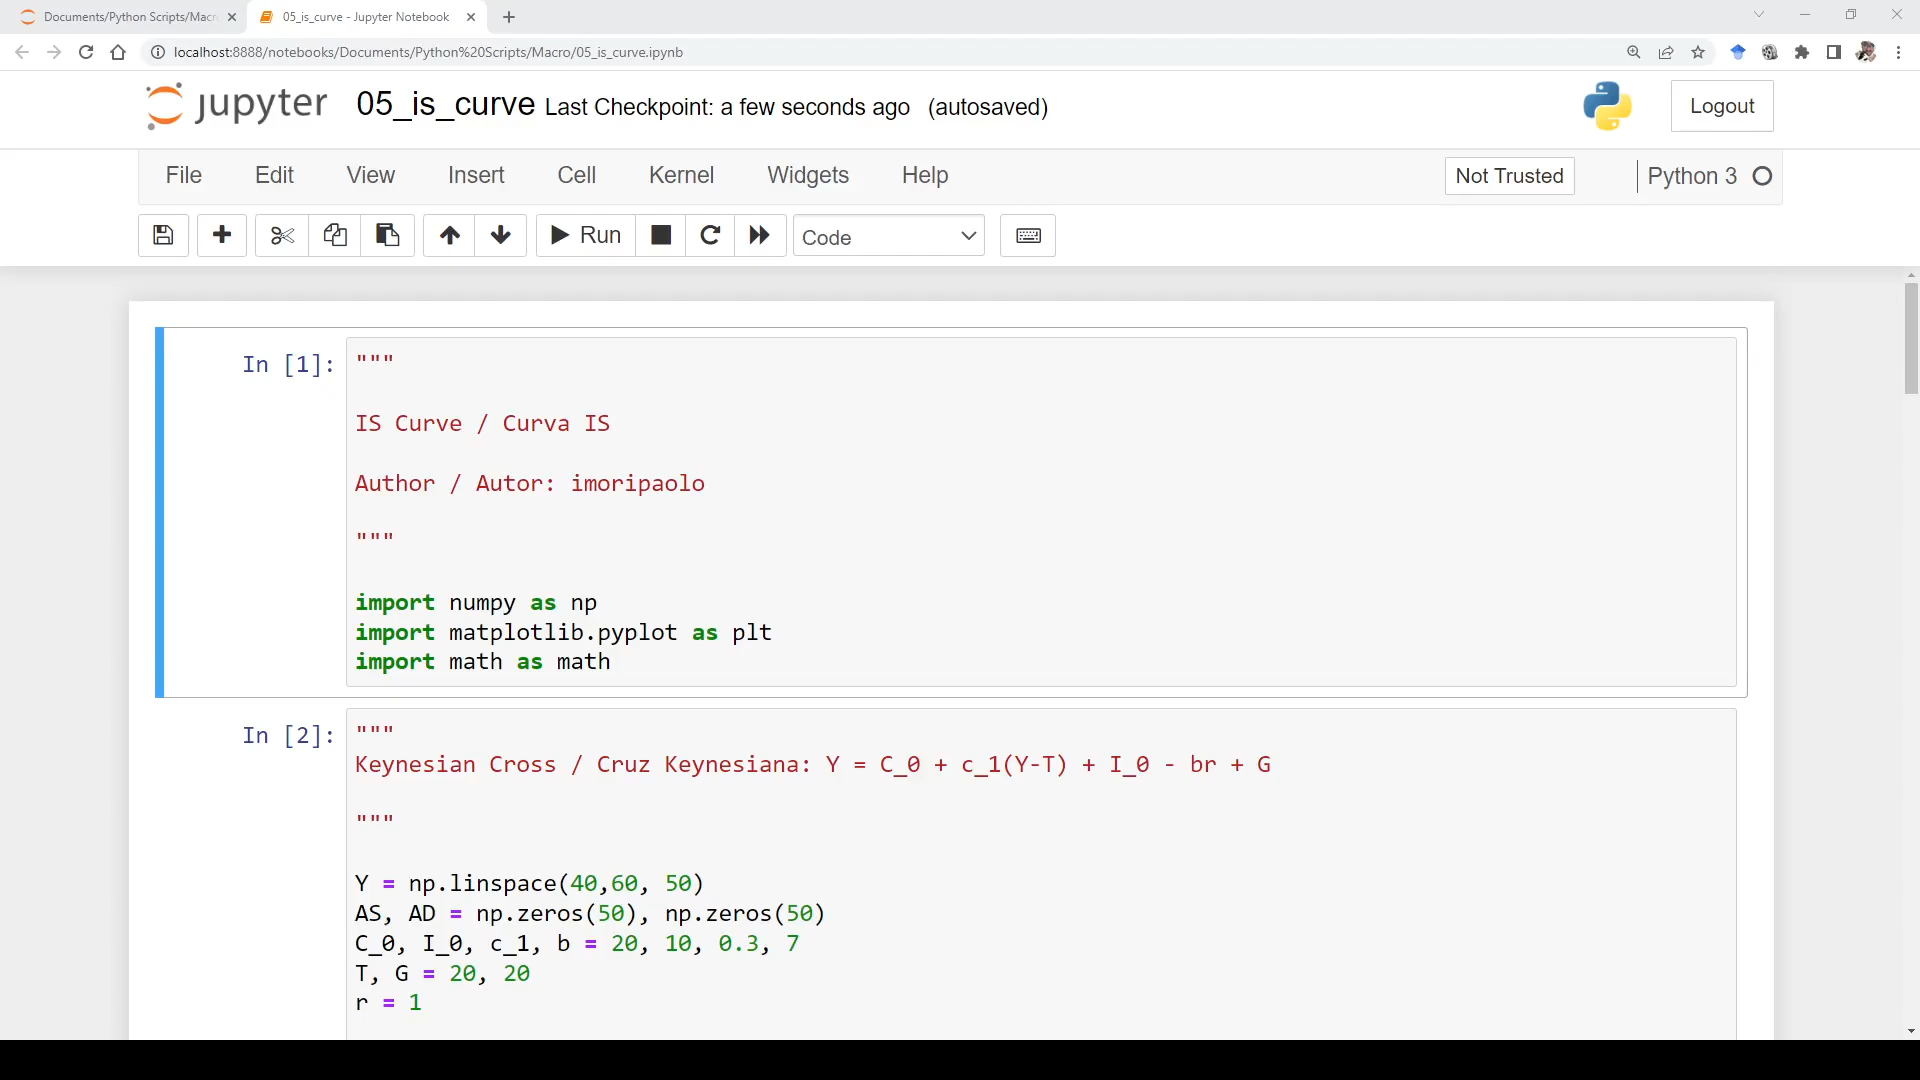 Documents/Python Scripts/Macr
05_is_curve - Jupyter Notebook
localhost:8888/notebooks/Documents/Python%20Scripts/Macro/05_is_curve.ipynb
jupyter 05_is_curve Last Checkpoint: a few seconds ago (autosaved)
Logout
File Edit View Insert Cell Kernel Widgets Help
Not Trusted
Python 3
Run
Code
In [1]:
"""
IS Curve / Curva IS
Author / Autor: imoripaolo
"""
import numpy as np
import matplotlib.pyplot as plt
import math as math
In [2]:
"""
Keynesian Cross / Cruz Keynesiana: Y = C_0 + c_1(Y-T) + I_0 - br + G
"""
Y = np.linspace(40,60, 50)
AS, AD = np.zeros(50), np.zeros(50)
C_0, I_0, c_1, b = 20, 10, 0.3, 7
T, G = 20, 20
r = 1